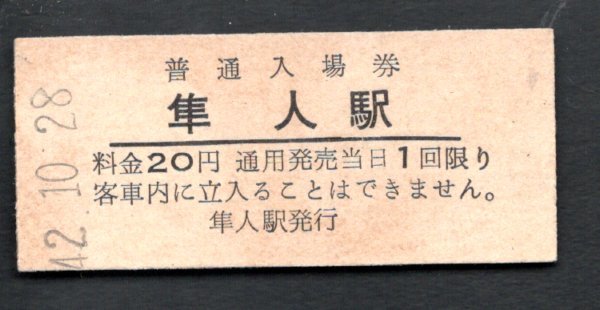 普通入場券
隼人駅
料金20円 通用発売当日1回限り
客車内に立入ることはできません。
隼人駅発行
42.10.28